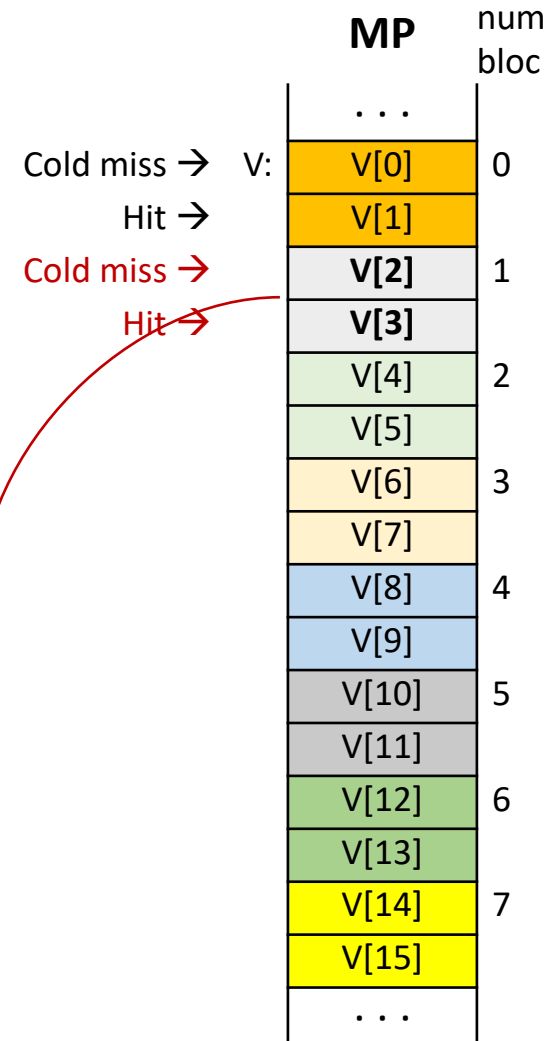 MP num
bloc
. . .
Cold miss → V: V[0] 0
Hit → V[1]
Cold miss → V[2] 1
Hit → V[3]
V[4] 2
V[5]
V[6] 3
V[7]
V[8] 4
V[9]
V[10] 5
V[11]
V[12] 6
V[13]
V[14] 7
V[15]
. . .